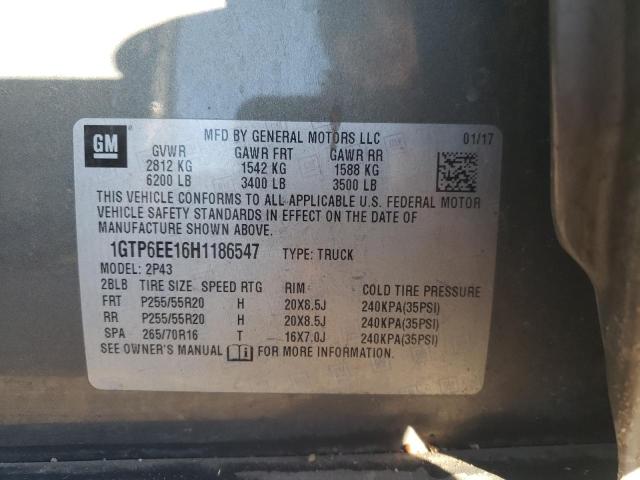 GM
MFD BY GENERAL MOTORS LLC 01/17
GVWR GAWR FRT GAWR RR
2812 KG 1542 KG 1588 KG
6200 LB 3400 LB 3500 LB
THIS VEHICLE CONFORMS TO ALL APPLICABLE U.S. FEDERAL MOTOR
VEHICLE SAFETY STANDARDS IN EFFECT ON THE DATE OF
MANUFACTURE SHOWN ABOVE.
1GTP6EE16H1186547 TYPE: TRUCK
MODEL: 2P43
2BLB TIRE SIZE SPEED RTG RIM COLD TIRE PRESSURE
FRT P255/55R20 H 20X8.5J 240KPA(35PSI)
RR P255/55R20 H 20X8.5J 240KPA(35PSI)
SPA 265/70R16 T 16X7.0J 240KPA(35PSI)
SEE OWNER'S MANUAL FOR MORE INFORMATION.